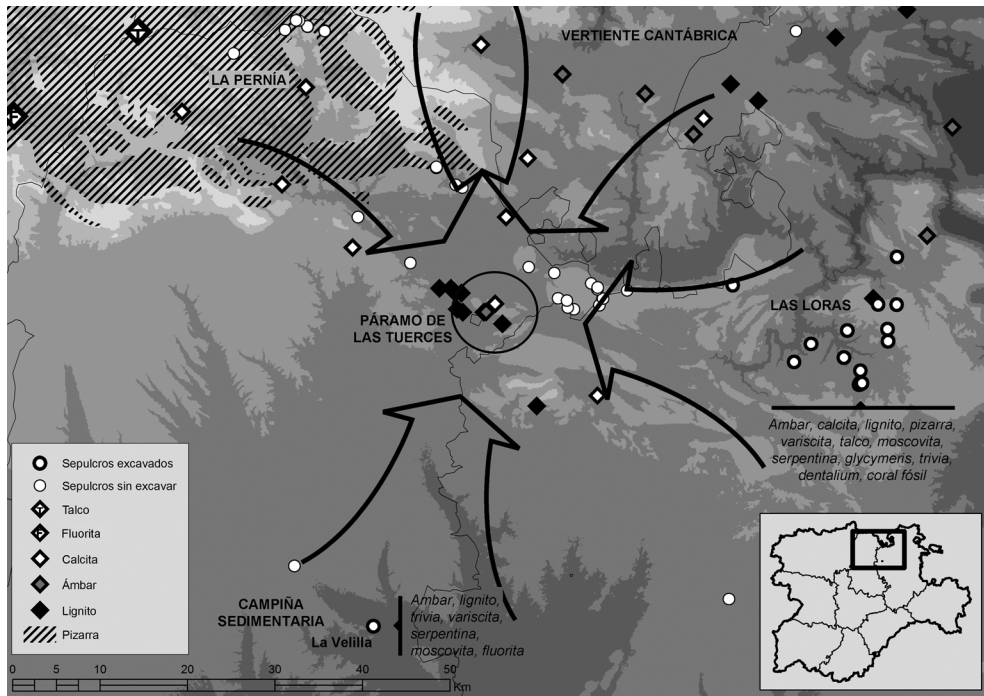 VERTIENTE CANTÁBRICA
LA PERNÍA
T
F
LAS LORAS
PÁRAMO DE
LAS TUERCES
Ambar, calcita, lignito, pizarra,
variscita, talco, moscovita,
serpentina, glycymeris, trivia,
dentalium, coral fósil
Sepulcros excavados
Sepulcros sin excavar
T Talco
F Fluorita
Calcita
Ámbar
Lignito
Pizarra
CAMPIÑA
SEDIMENTARIA
La Velilla
Ambar, lignito,
trivia, variscita,
serpentina,
moscovita, fluorita
0 5 10 20 30 40 50
Km